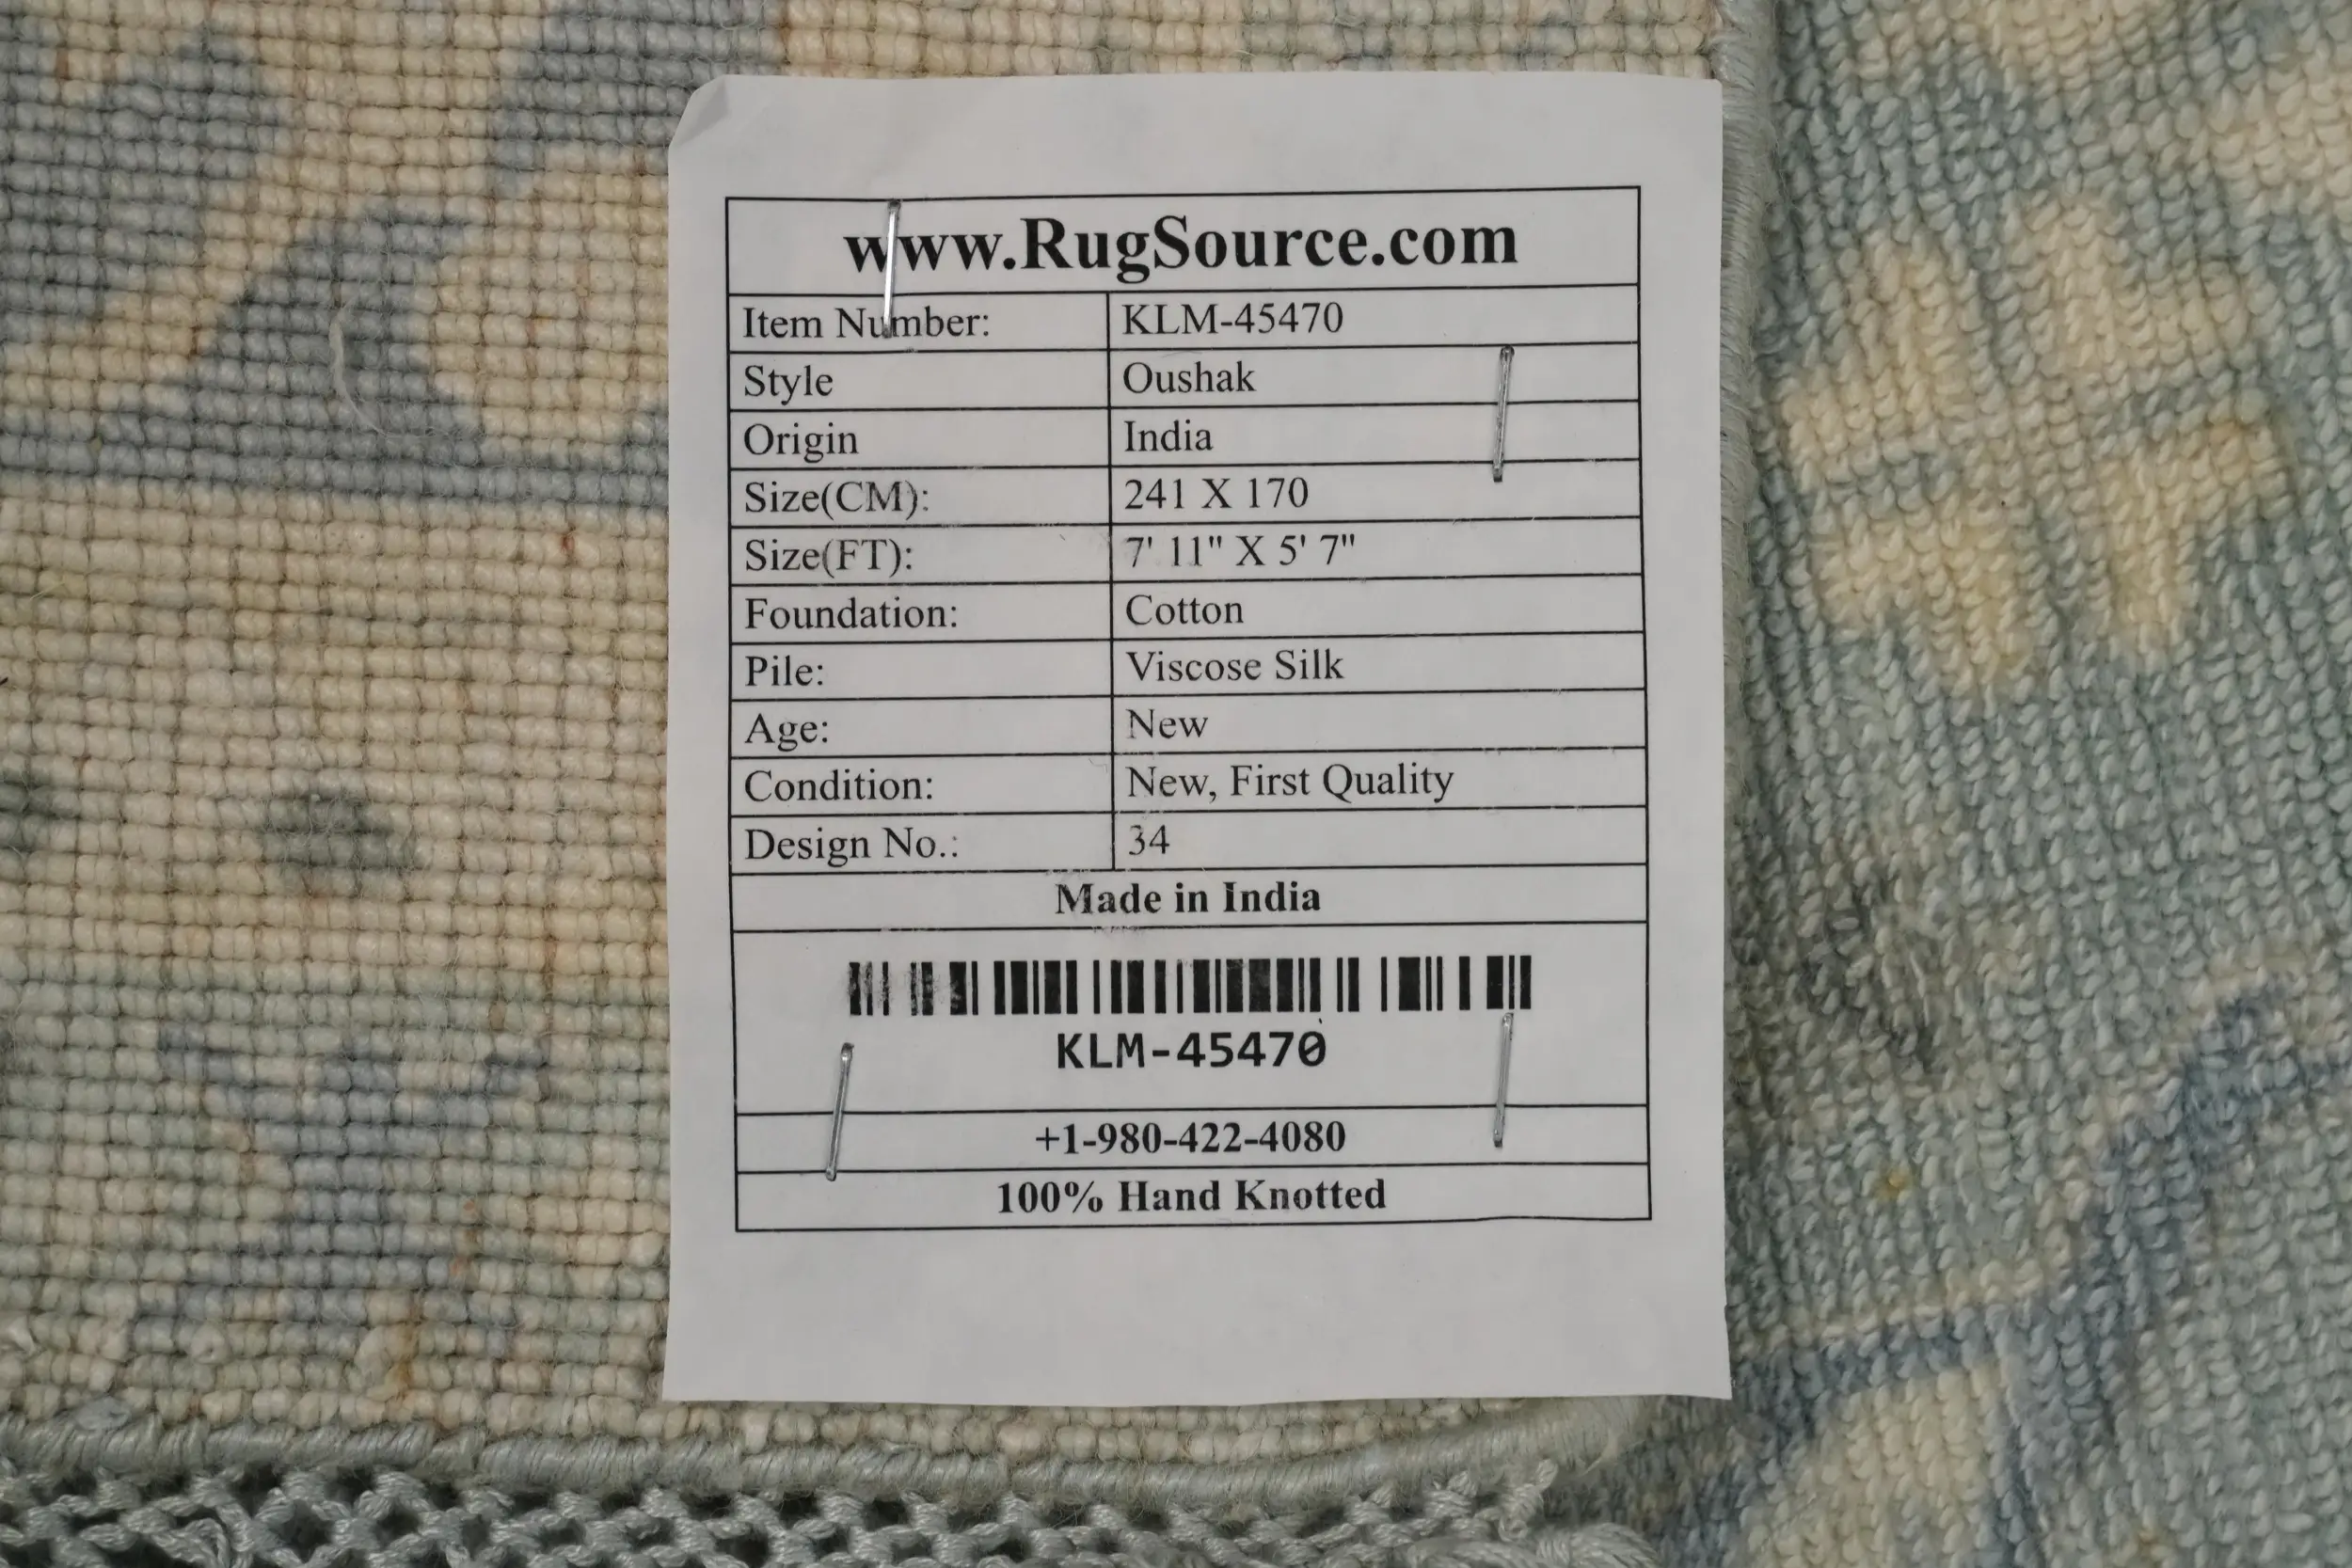 www.RugSource.com
Item Number: KLM-45470
Style Oushak
Origin India
Size(CM): 241 X 170
Size(FT): 7' 11" X 5' 7"
Foundation: Cotton
Pile: Viscose Silk
Age: New
Condition: New, First Quality
Design No.: 34
Made in India
KLM-45470
+1-980-422-4080
100% Hand Knotted